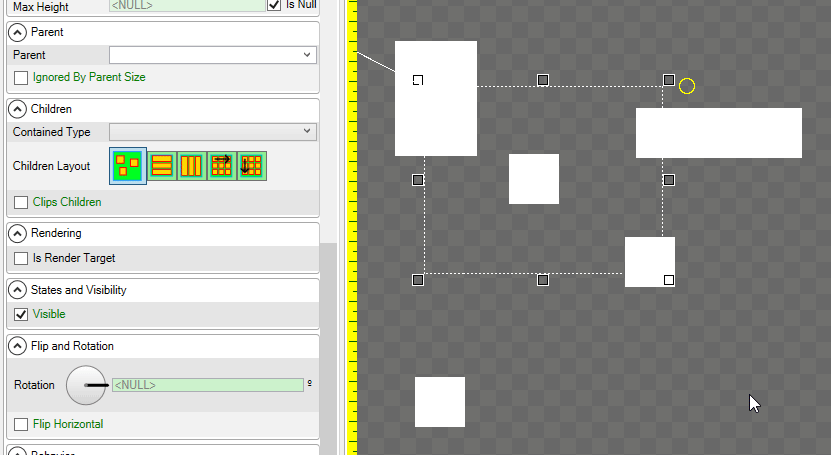 Max Height <NULL> Is Null
Parent
Parent
Ignored By Parent Size
Children
Contained Type
Children Layout
Clips Children
Rendering
Is Render Target
States and Visibility
Visible
Flip and Rotation
Rotation <NULL> º
Flip Horizontal
Behavior